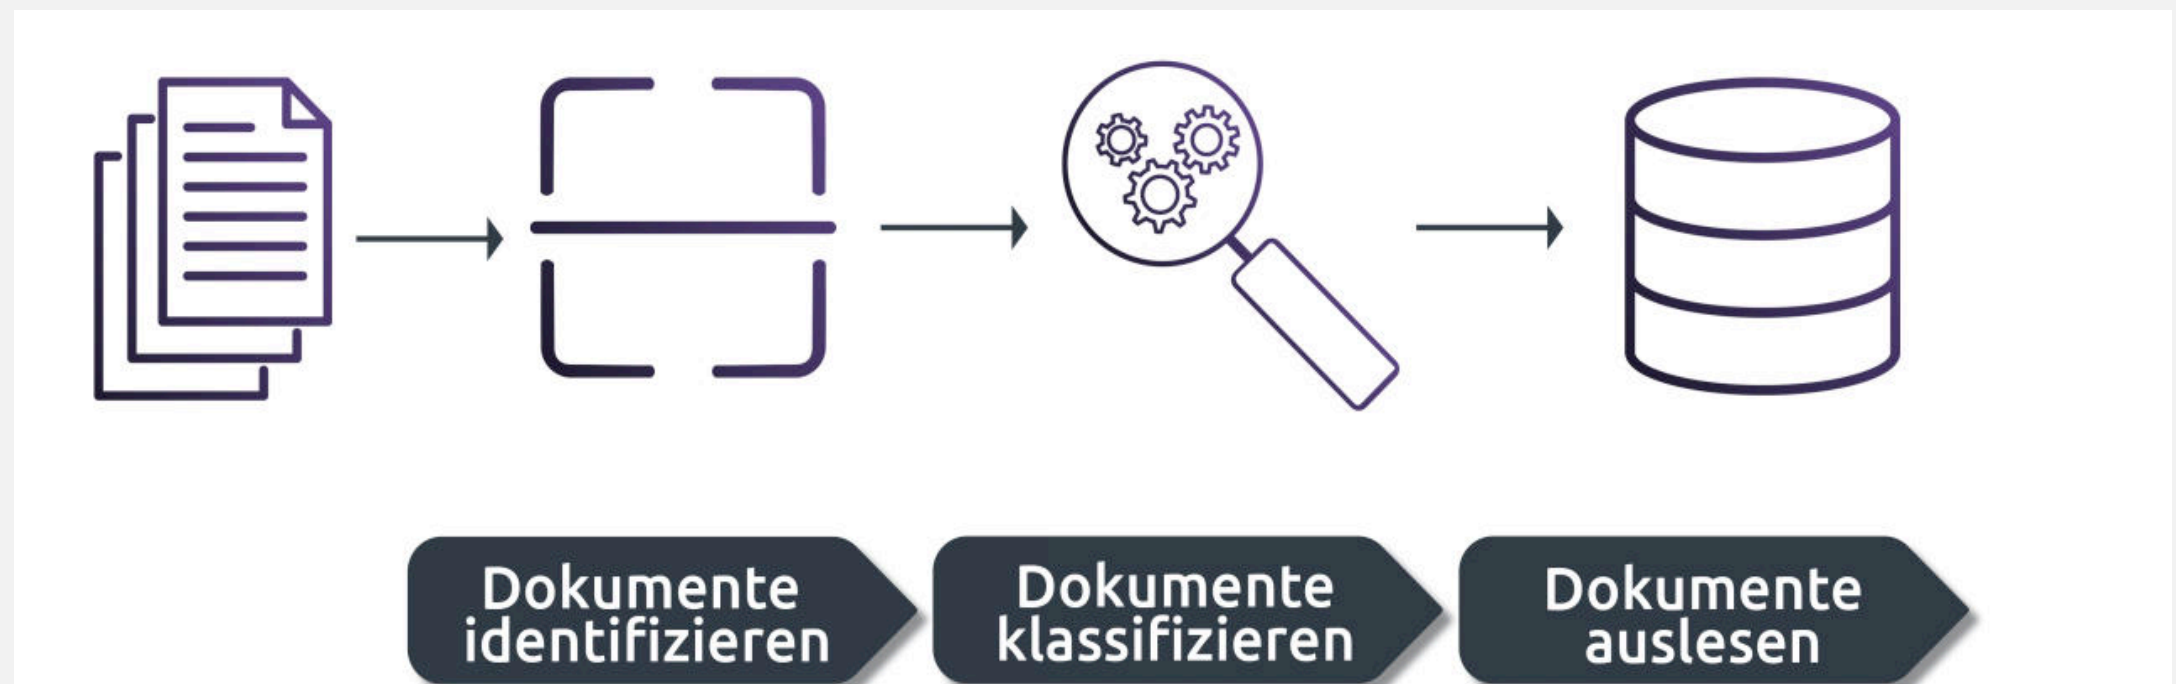 Dokumente
identifizieren
Dokumente
klassifizieren
Dokumente
auslesen